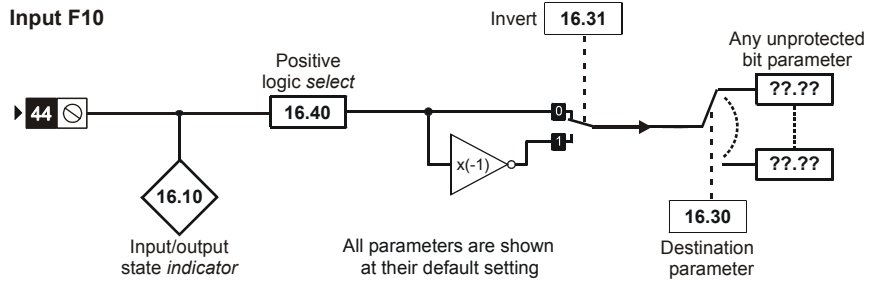 Input F10
Invert 16.31
Any unprotected
bit parameter
Positive
logic select
44
16.40
0
1
??.??
x(-1)
??.??
16.10
16.30
Input/output
state indicator
All parameters are shown
at their default setting
Destination
parameter